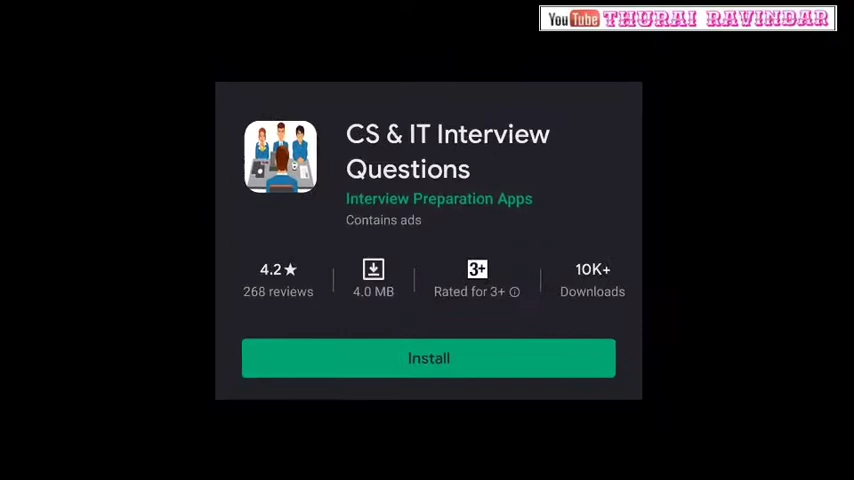 YouTube THURAI RAVINDAR
CS & IT Interview
Questions
Interview Preparation Apps
Contains ads
4.2★ 3+ 10K+
268 reviews 4.0 MB Rated for 3+ Downloads
Install